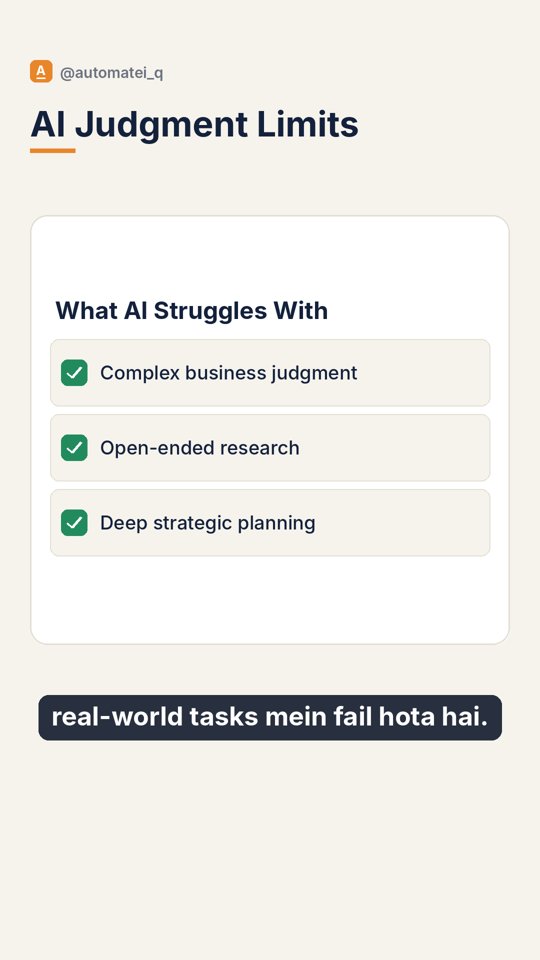 A
@automatei_q
AI Judgment Limits
What AI Struggles With
Complex business judgment
Open-ended research
Deep strategic planning
real-world tasks mein fail hota hai.